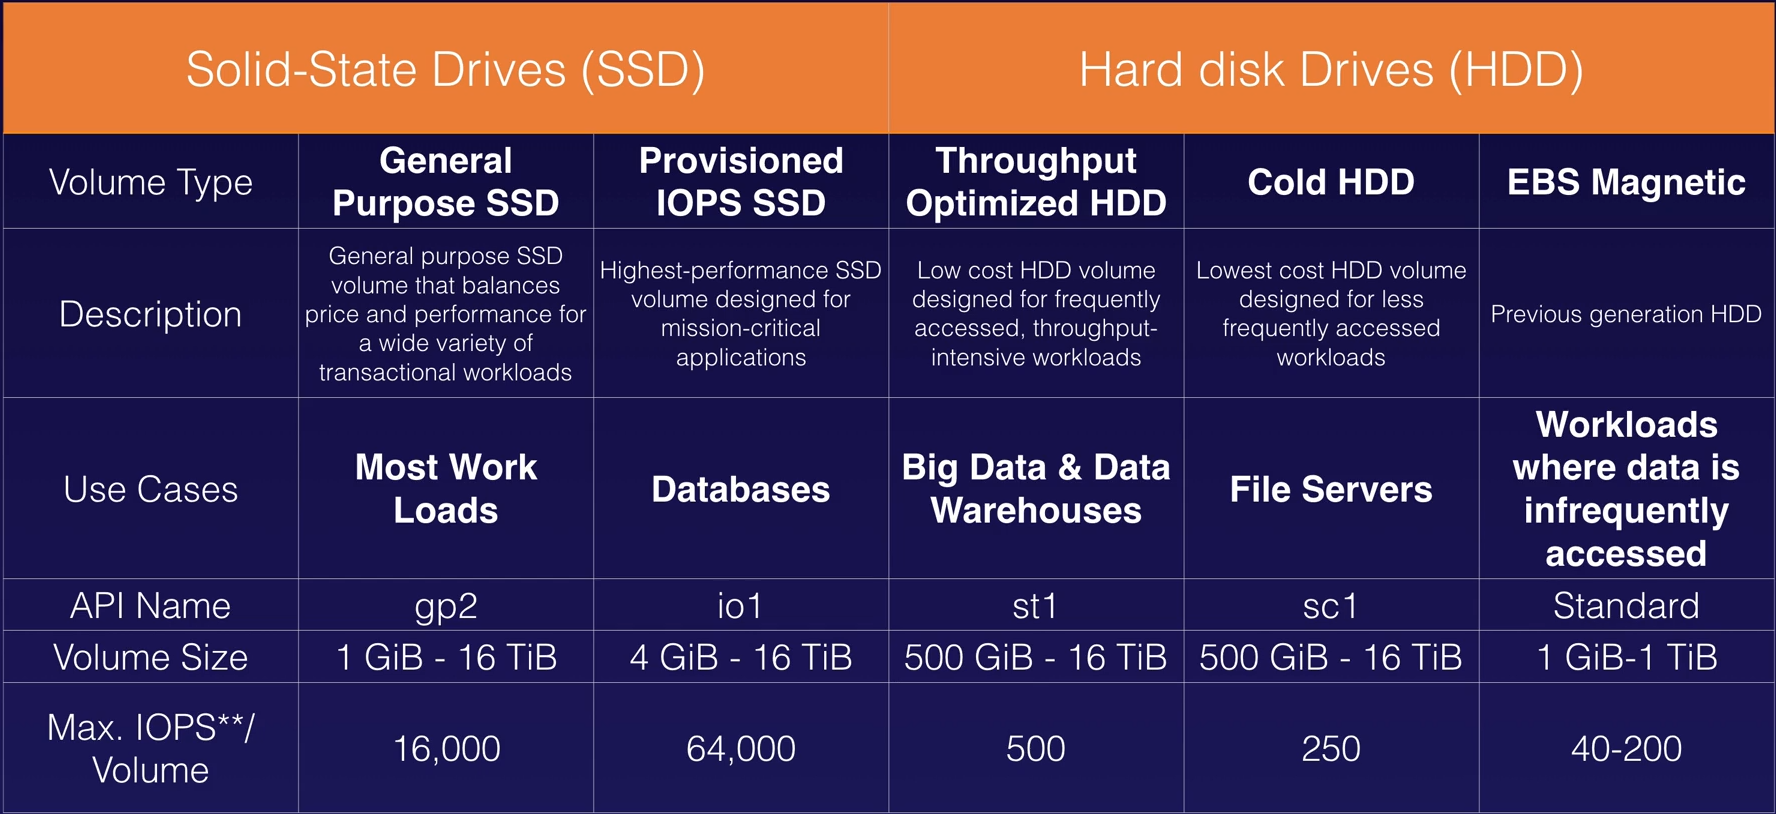 Solid-State Drives (SSD)
Hard disk Drives (HDD)
Volume Type
General
Purpose SSD
Provisioned
IOPS SSD
Throughput
Optimized HDD
Cold HDD
EBS Magnetic
Description
General purpose SSD
volume that balances
price and performance for
a wide variety of
transactional workloads
Highest-performance SSD
volume designed for
mission-critical
applications
Low cost HDD volume
designed for frequently
accessed, throughput-
intensive workloads
Lowest cost HDD volume
designed for less
frequently accessed
workloads
Previous generation HDD
Use Cases
Most Work
Loads
Databases
Big Data & Data
Warehouses
File Servers
Workloads
where data is
infrequently
accessed
API Name
gp2
io1
st1
sc1
Standard
Volume Size
1 GiB - 16 TiB
4 GiB - 16 TiB
500 GiB - 16 TiB
500 GiB - 16 TiB
1 GiB-1 TiB
Max. IOPS**/
Volume
16,000
64,000
500
250
40-200